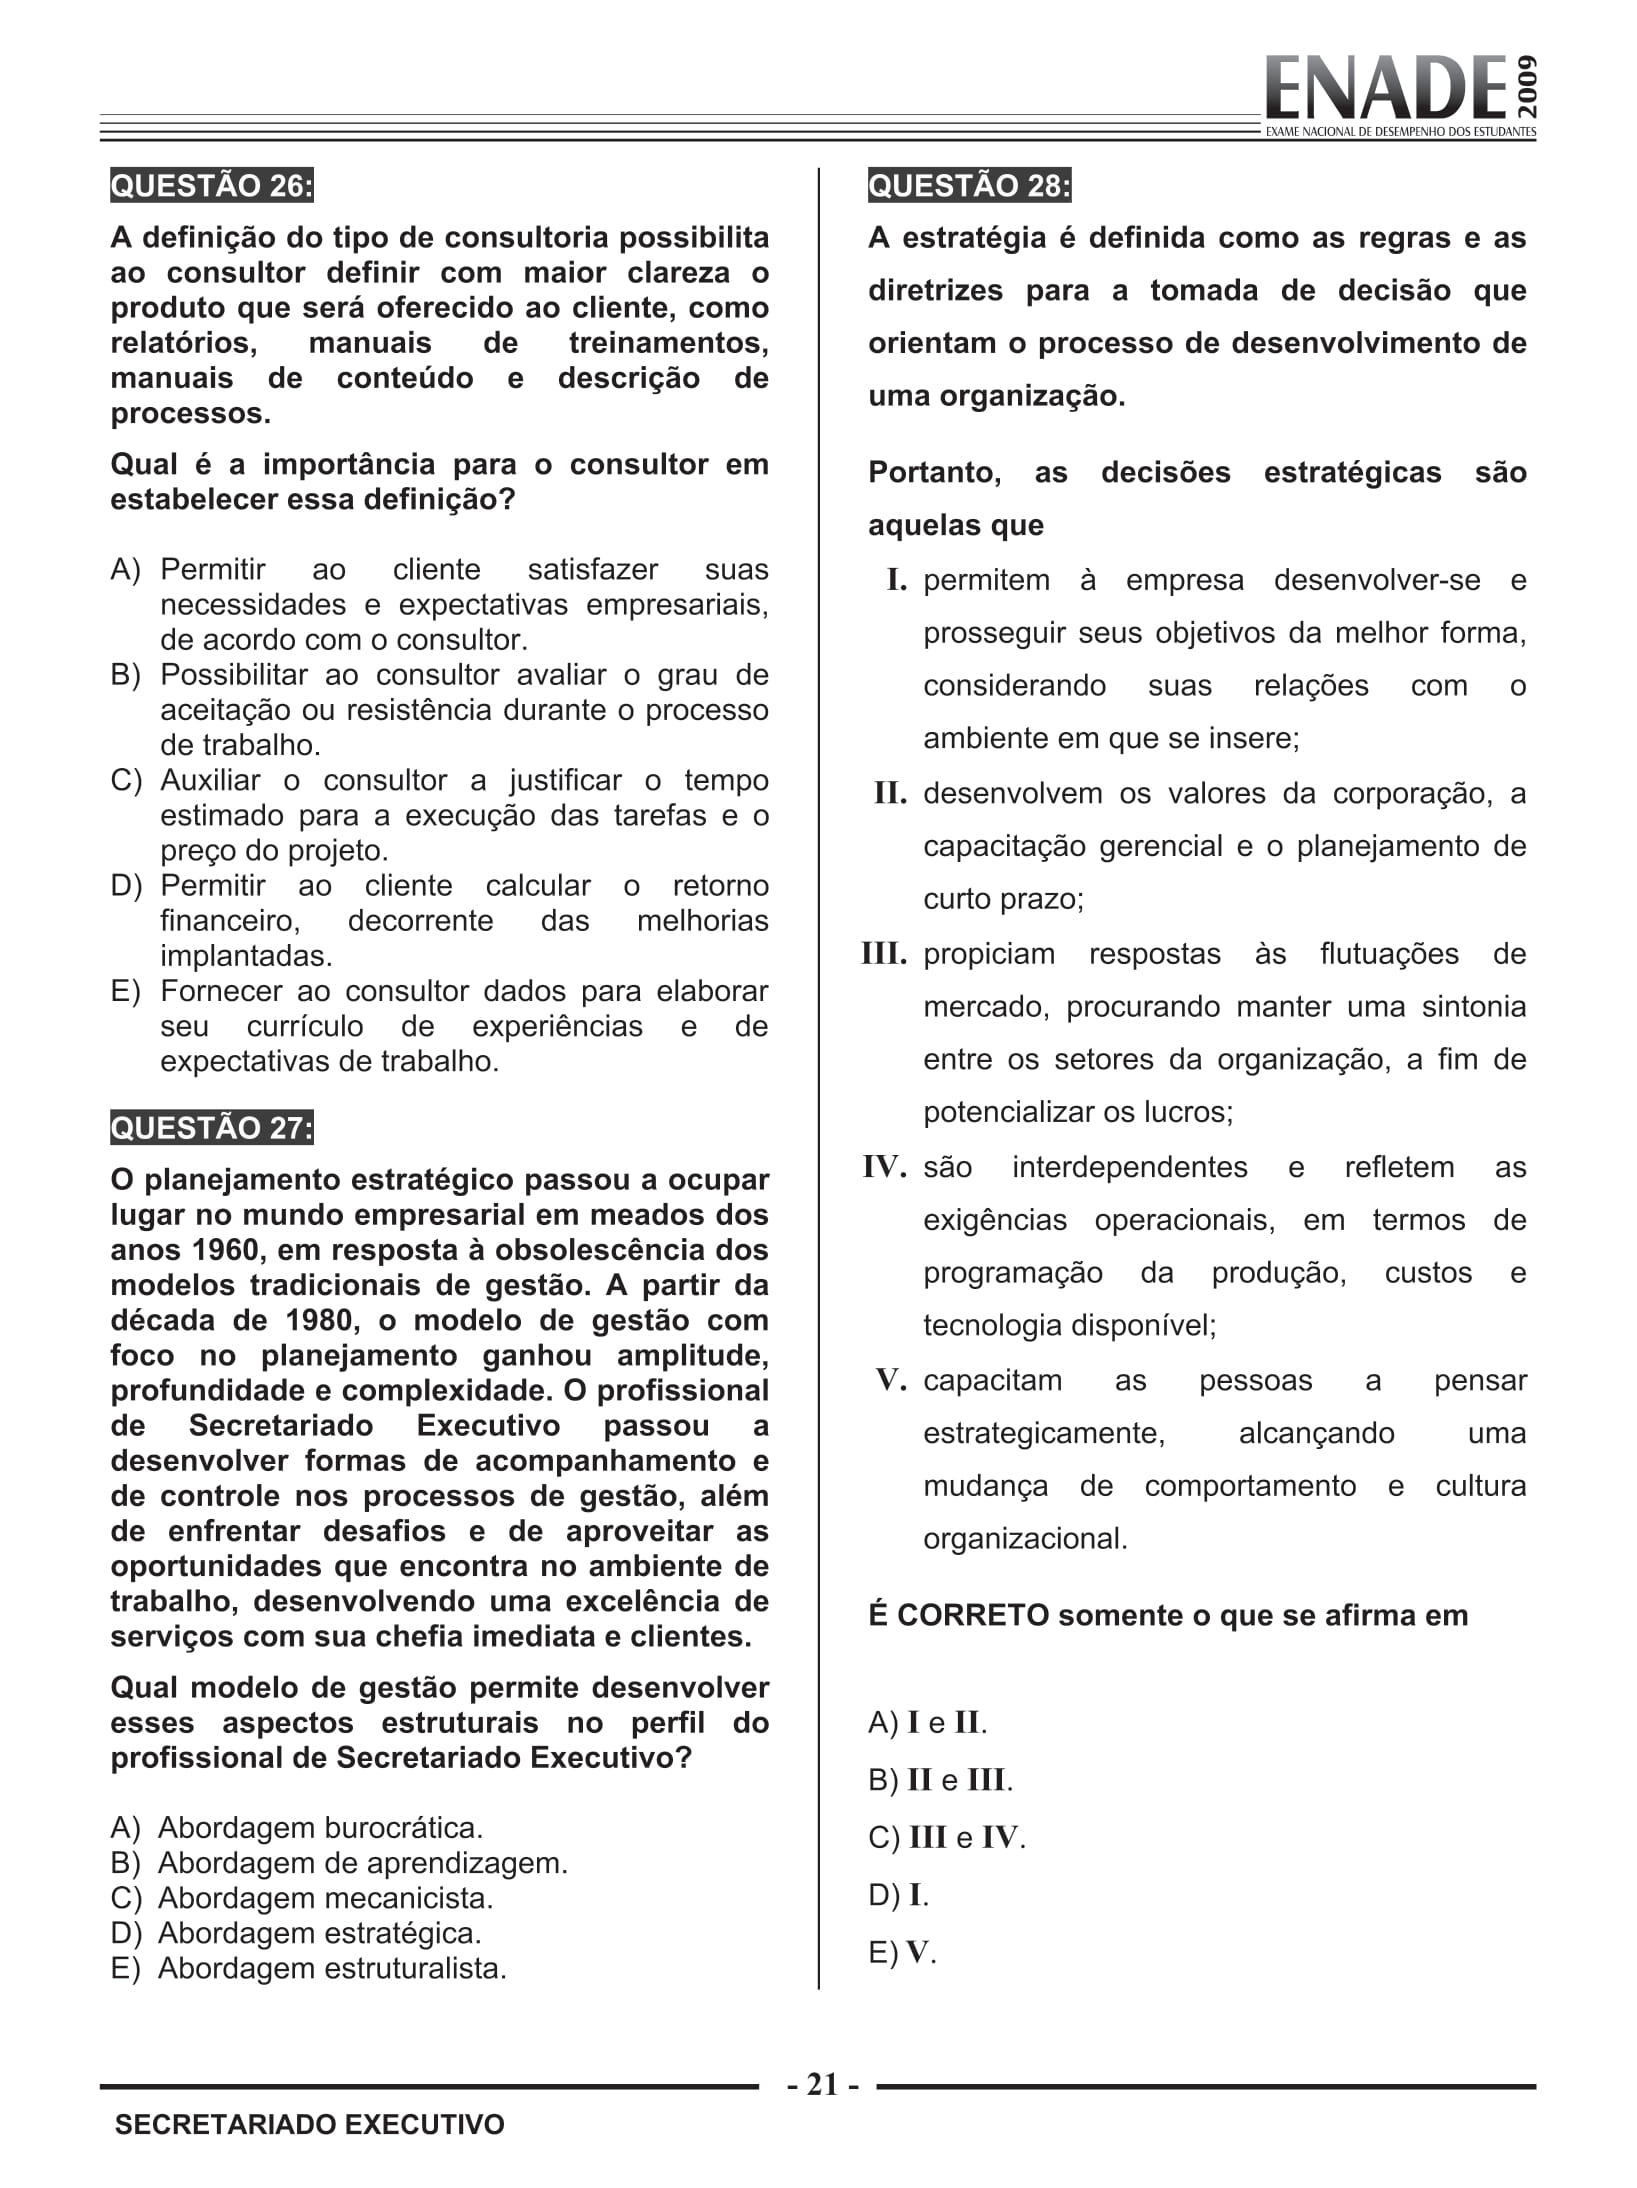 ENADE 2009
EXAME NACIONAL DE DESEMPENHO DOS ESTUDANTES
QUESTÃO 26:
A definição do tipo de consultoria possibilita
ao consultor definir com maior clareza o
produto que será oferecido ao cliente, como
relatórios, manuais de treinamentos,
manuais de conteúdo e descrição de
processos.
Qual é a importância para o consultor em
estabelecer essa definição?
A) Permitir ao cliente satisfazer suas
necessidades e expectativas empresariais,
de acordo com o consultor.
B) Possibilitar ao consultor avaliar o grau de
aceitação ou resistência durante o processo
de trabalho.
C) Auxiliar o consultor a justificar o tempo
estimado para a execução das tarefas e o
preço do projeto.
D) Permitir ao cliente calcular o retorno
financeiro, decorrente das melhorias
implantadas.
E) Fornecer ao consultor dados para elaborar
seu currículo de experiências e de
expectativas de trabalho.
QUESTÃO 27:
O planejamento estratégico passou a ocupar
lugar no mundo empresarial em meados dos
anos 1960, em resposta à obsolescência dos
modelos tradicionais de gestão. A partir da
década de 1980, o modelo de gestão com
foco no planejamento ganhou amplitude,
profundidade e complexidade. O profissional
de Secretariado Executivo passou a
desenvolver formas de acompanhamento e
de controle nos processos de gestão, além
de enfrentar desafios e de aproveitar as
oportunidades que encontra no ambiente de
trabalho, desenvolvendo uma excelência de
serviços com sua chefia imediata e clientes.
Qual modelo de gestão permite desenvolver
esses aspectos estruturais no perfil do
profissional de Secretariado Executivo?
A) Abordagem burocrática.
B) Abordagem de aprendizagem.
C) Abordagem mecanicista.
D) Abordagem estratégica.
E) Abordagem estruturalista.
QUESTÃO 28:
A estratégia é definida como as regras e as
diretrizes para a tomada de decisão que
orientam o processo de desenvolvimento de
uma organização.
Portanto, as decisões estratégicas são
aquelas que
I. permitem à empresa desenvolver-se e
prosseguir seus objetivos da melhor forma,
considerando suas relações com o
ambiente em que se insere;
II. desenvolvem os valores da corporação, a
capacitação gerencial e o planejamento de
curto prazo;
III. propiciam respostas às flutuações de
mercado, procurando manter uma sintonia
entre os setores da organização, a fim de
potencializar os lucros;
IV. são interdependentes e refletem as
exigências operacionais, em termos de
programação da produção, custos e
tecnologia disponível;
V. capacitam as pessoas a pensar
estrategicamente, alcançando uma
mudança de comportamento e cultura
organizacional.
É CORRETO somente o que se afirma em
A) I e II.
B) II e III.
C) III e IV.
D) I.
E) V.
- 21 -
SECRETARIADO EXECUTIVO